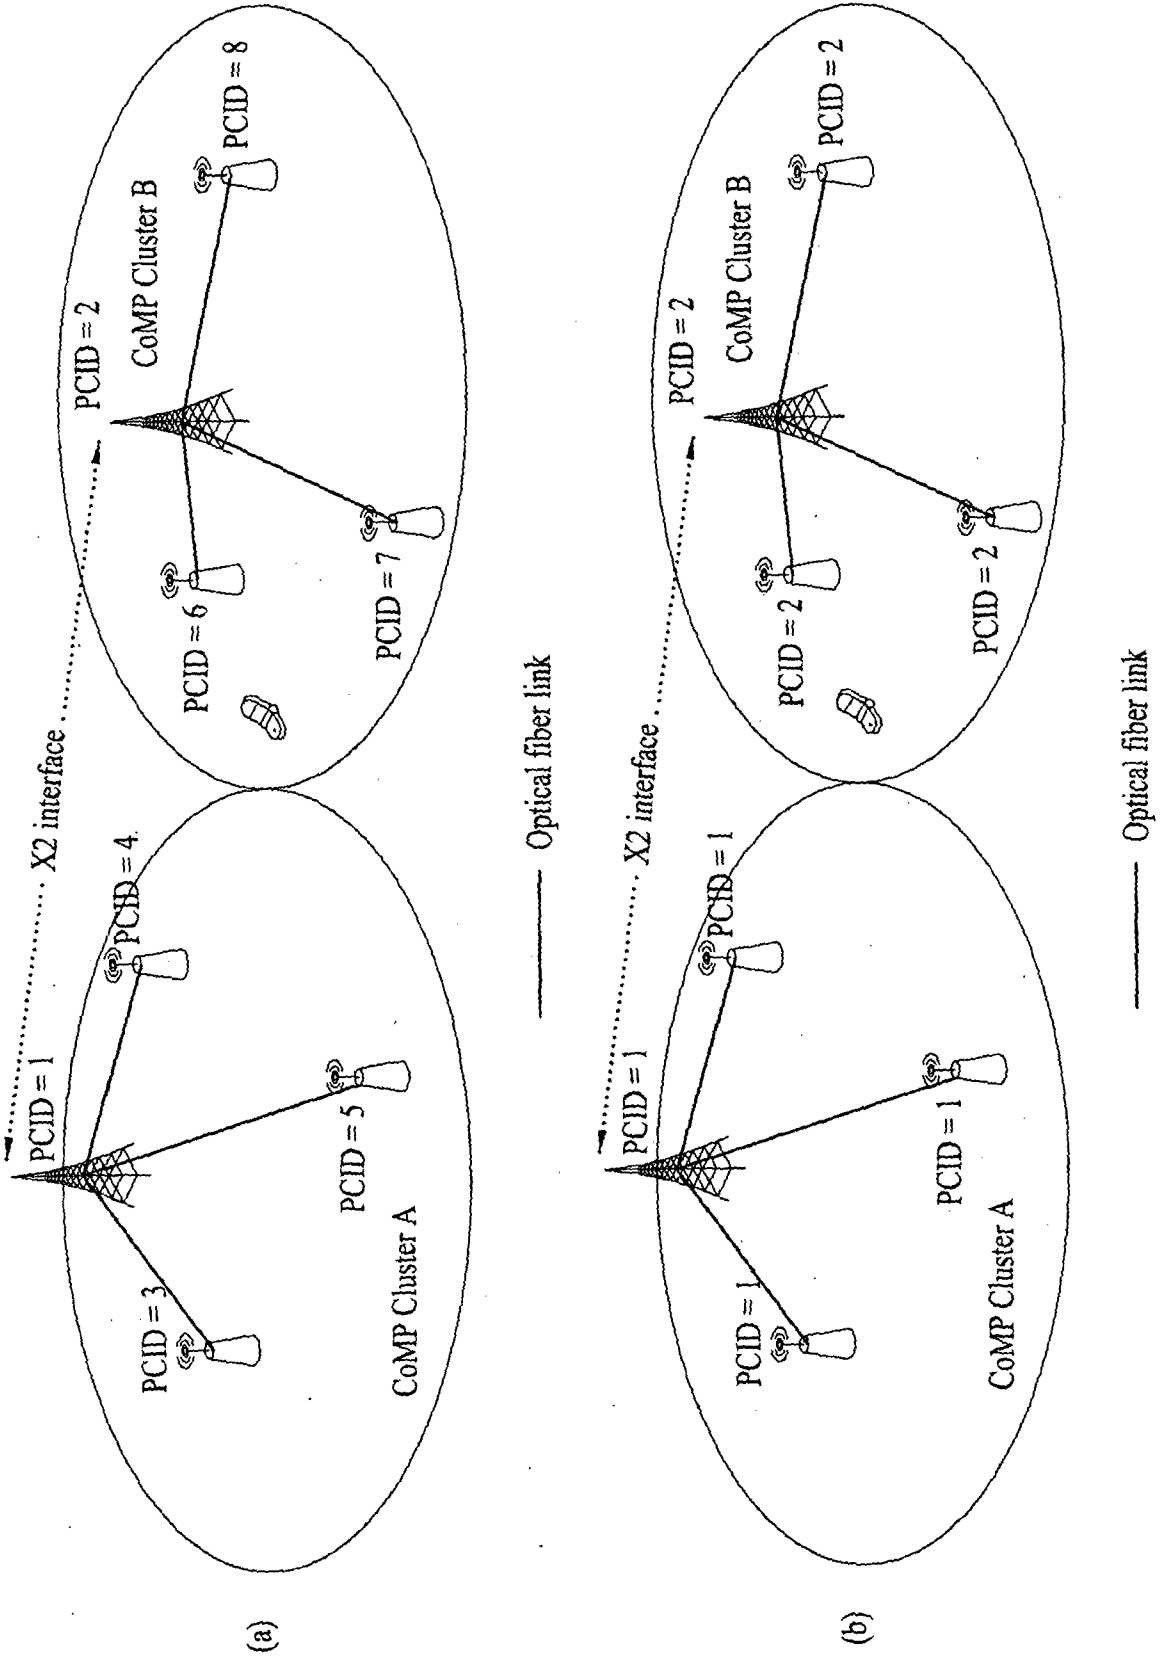 (a)
PCID = 1
X2 interface
PCID = 2
PCID = 3
PCID = 4
PCID = 5
CoMP Cluster A
PCID = 6
PCID = 7
PCID = 8
CoMP Cluster B
Optical fiber link
(b)
PCID = 1
X2 interface
PCID = 2
PCID = 1
PCID = 1
PCID = 1
CoMP Cluster A
PCID = 2
PCID = 2
PCID = 2
CoMP Cluster B
Optical fiber link